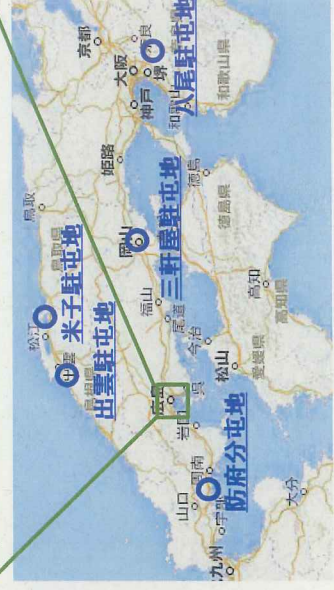 京都
奈良
大阪
堺
八尾駐屯地
神戸
和歌山
和歌山県
姫路
鳥取
鳥取県
岡山
三軒屋駐屯地
徳島
徳島県
松江
米子駐屯地
出雲
出雲駐屯地
島根県
福山
尾道
今治
高知
高知県
松山
愛媛県
広島
呉
岩国
周南
防府分屯地
山口
宇部
九州
大分